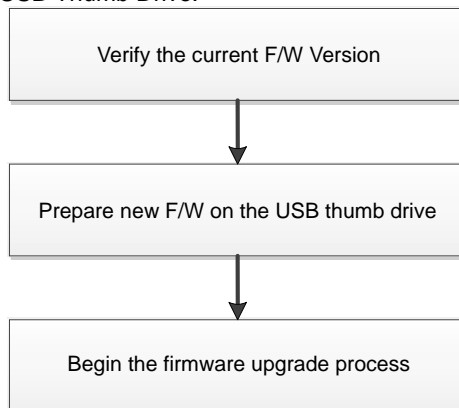 USB Thumb Drive.
Verify the current F/W Version
Prepare new F/W on the USB thumb drive
Begin the firmware upgrade process